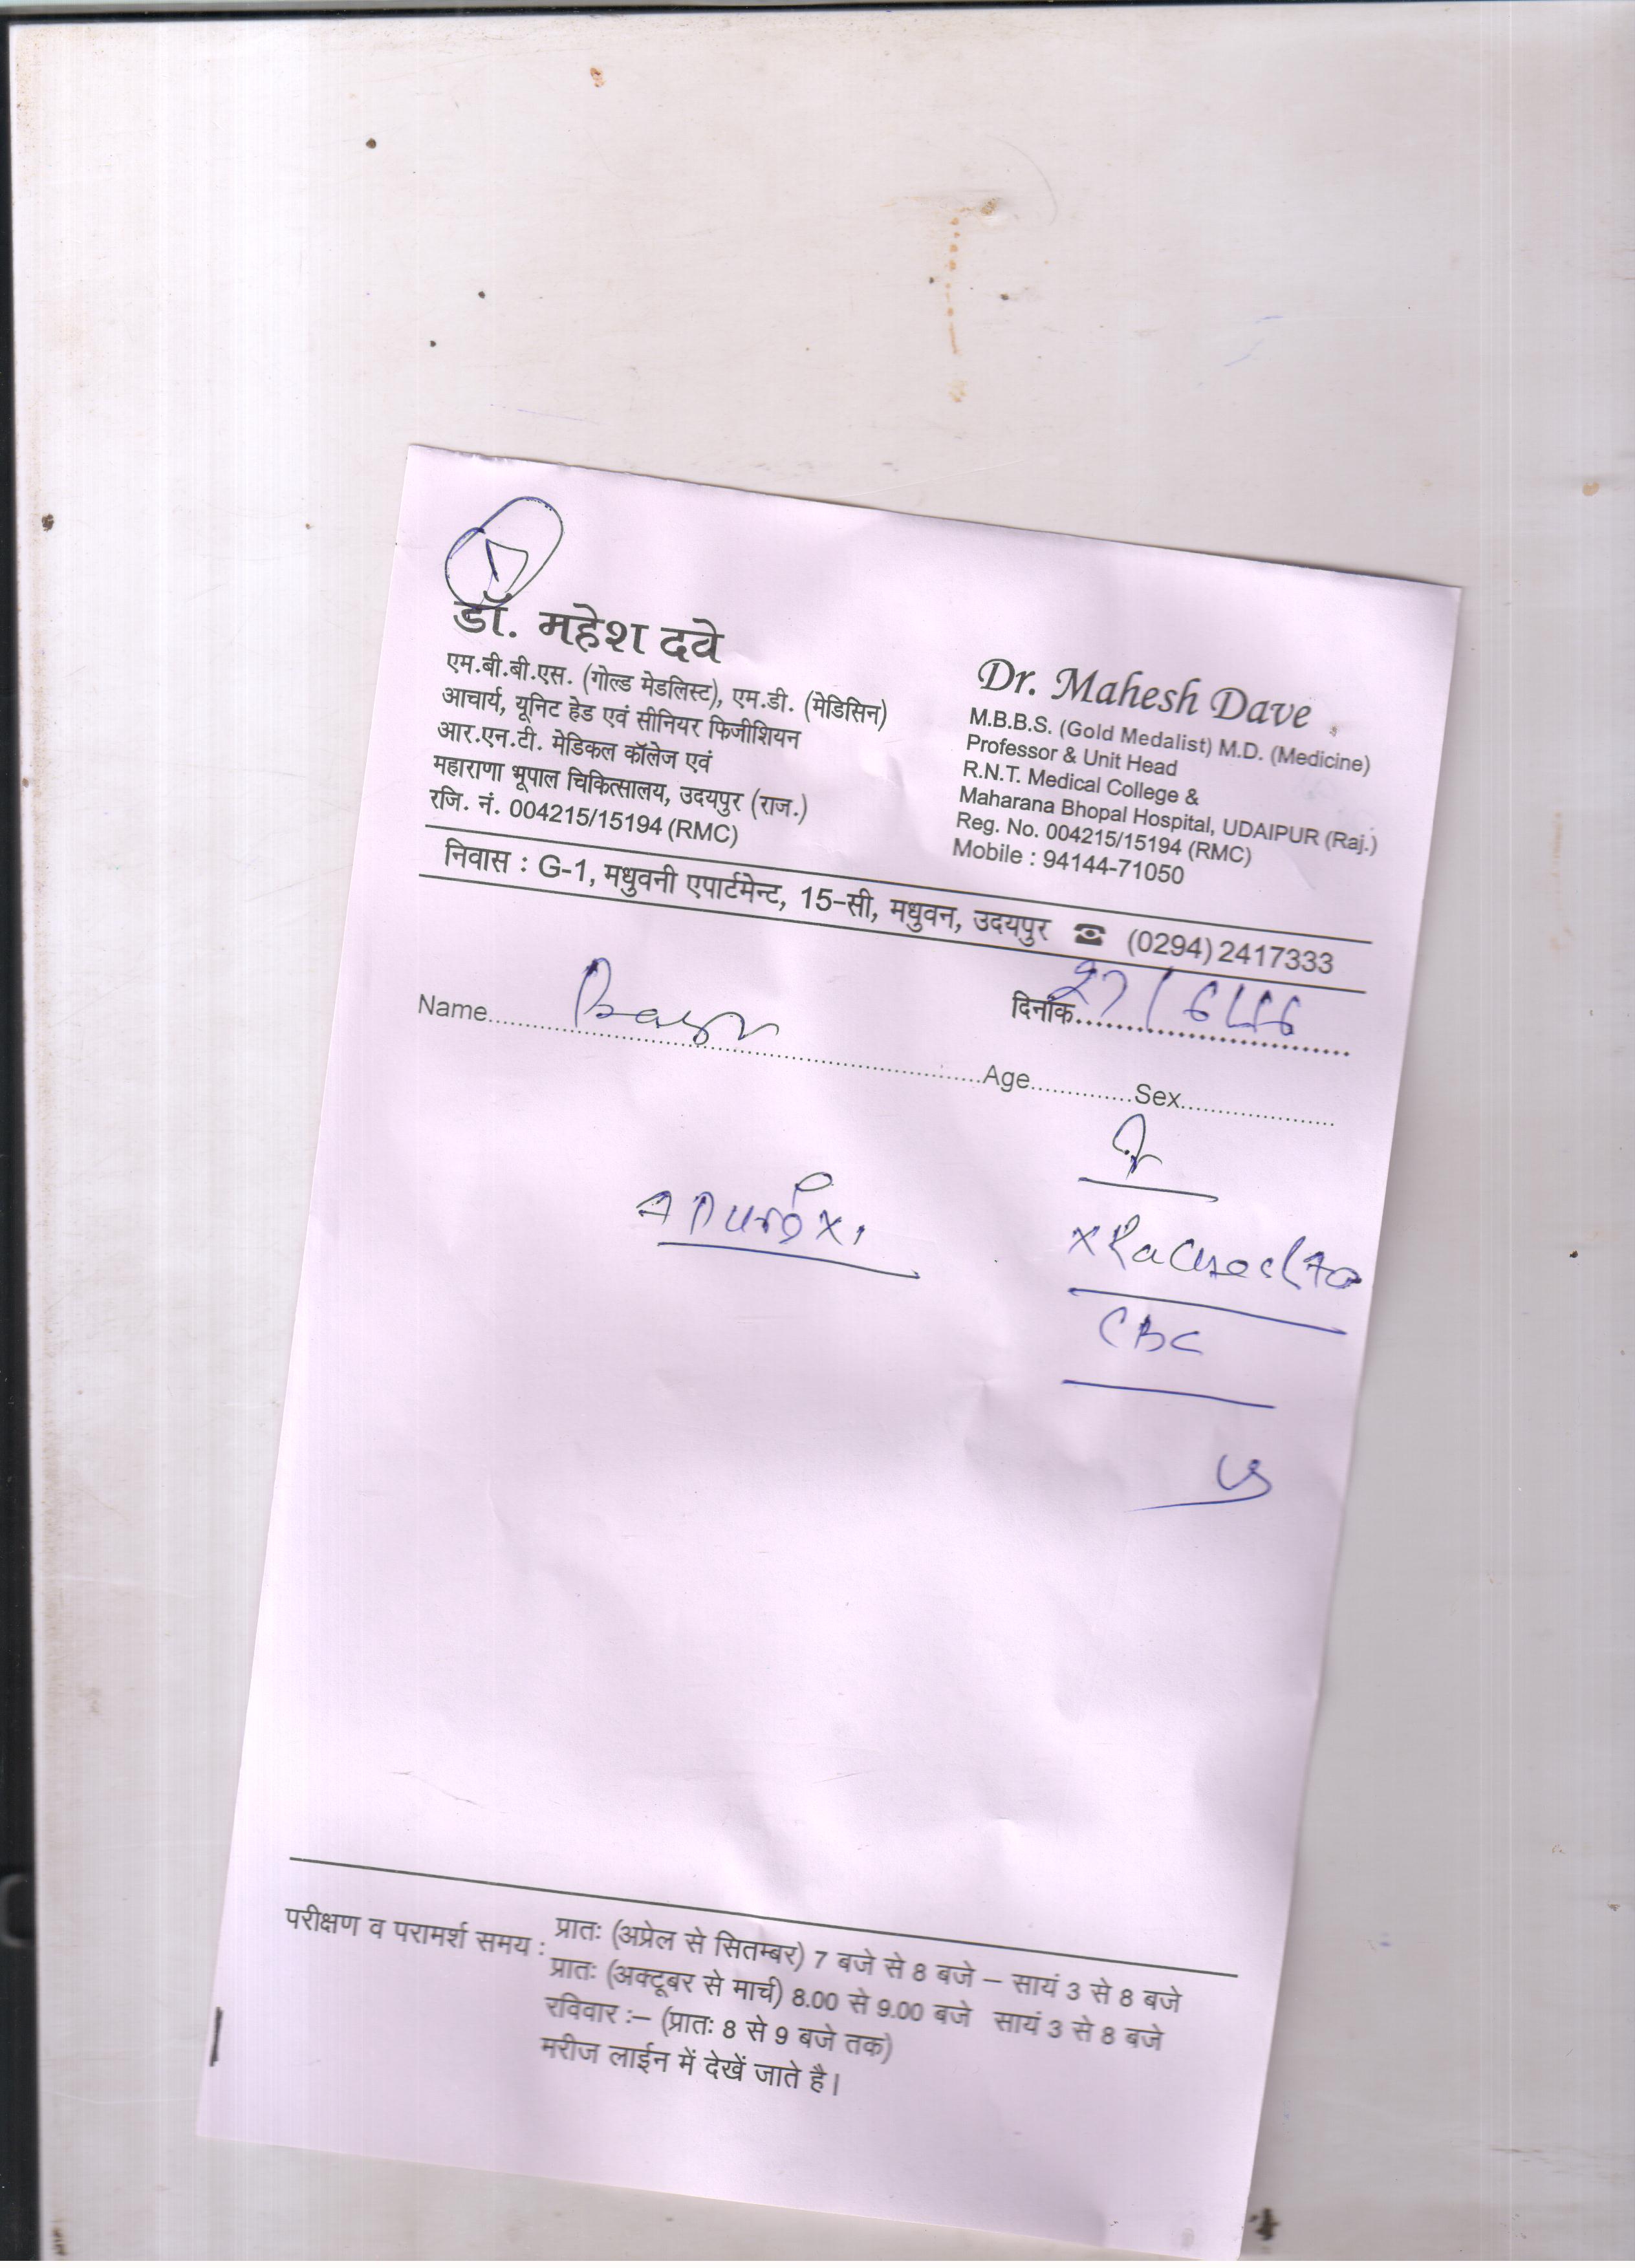 डॉ. महेश दवे
एम.बी.बी.एस. (गोल्ड मेडलिस्ट), एम.डी. (मेडिसिन)
आचार्य, यूनिट हेड एवं सीनियर फिजीशियन
आर.एन.टी. मेडिकल कॉलेज एवं
महाराणा भूपाल चिकित्सालय, उदयपुर (राज.)
रजि. नं. 004215/15194 (RMC)
Dr. Mahesh Dave
M.B.B.S. (Gold Medalist) M.D. (Medicine)
Professor & Unit Head
R.N.T. Medical College &
Maharana Bhopal Hospital, UDAIPUR (Raj.)
Reg. No. 004215/15194 (RMC)
Mobile : 94144-71050
निवास : G-1, मधुवनी एपार्टमेन्ट, 15-सी, मधुवन, उदयपुर ☎ (0294) 2417333
दिनांक
Name Age Sex
CBC
परीक्षण व परामर्श समय : प्रातः (अप्रेल से सितम्बर) 7 बजे से 8 बजे – सायं 3 से 8 बजे
प्रातः (अक्टूबर से मार्च) 8.00 से 9.00 बजे सायं 3 से 8 बजे
रविवार :– (प्रातः 8 से 9 बजे तक)
मरीज लाईन में देखें जाते है।